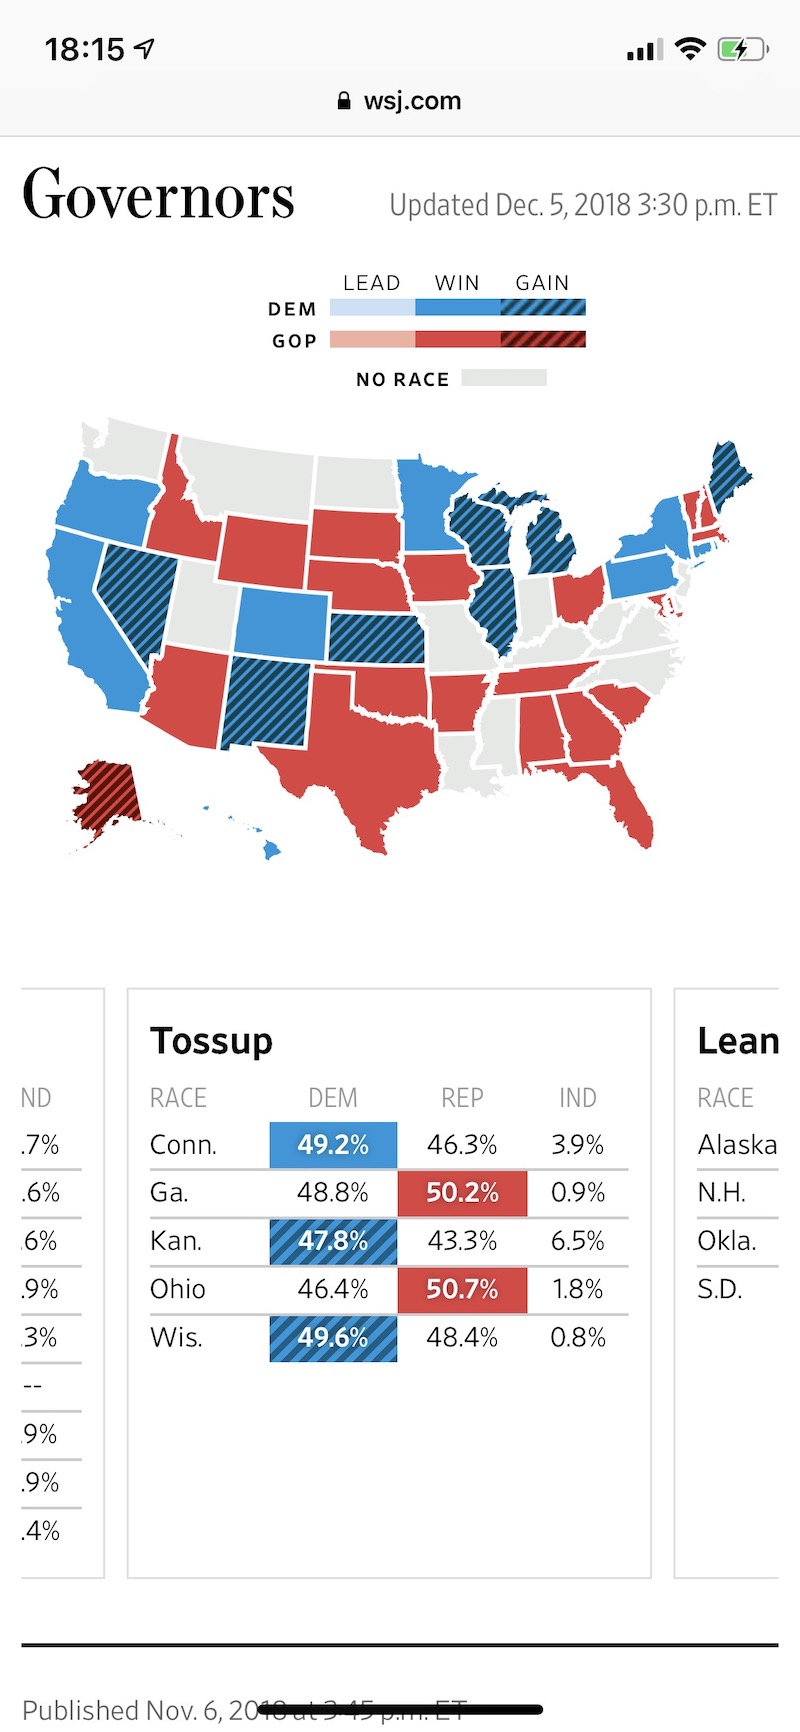 18:15
wsj.com
Governors
Updated Dec. 5, 2018 3:30 p.m. ET
LEAD WIN GAIN
DEM
GOP
NO RACE
ND
.7%
.6%
.6%
.9%
.3%
--
.9%
.9%
.4%
Tossup
RACE DEM REP IND
Conn. 49.2% 46.3% 3.9%
Ga. 48.8% 50.2% 0.9%
Kan. 47.8% 43.3% 6.5%
Ohio 46.4% 50.7% 1.8%
Wis. 49.6% 48.4% 0.8%
Lean
RACE
Alaska
N.H.
Okla.
S.D.
Published Nov. 6, 2018 at 3:45 p.m. ET